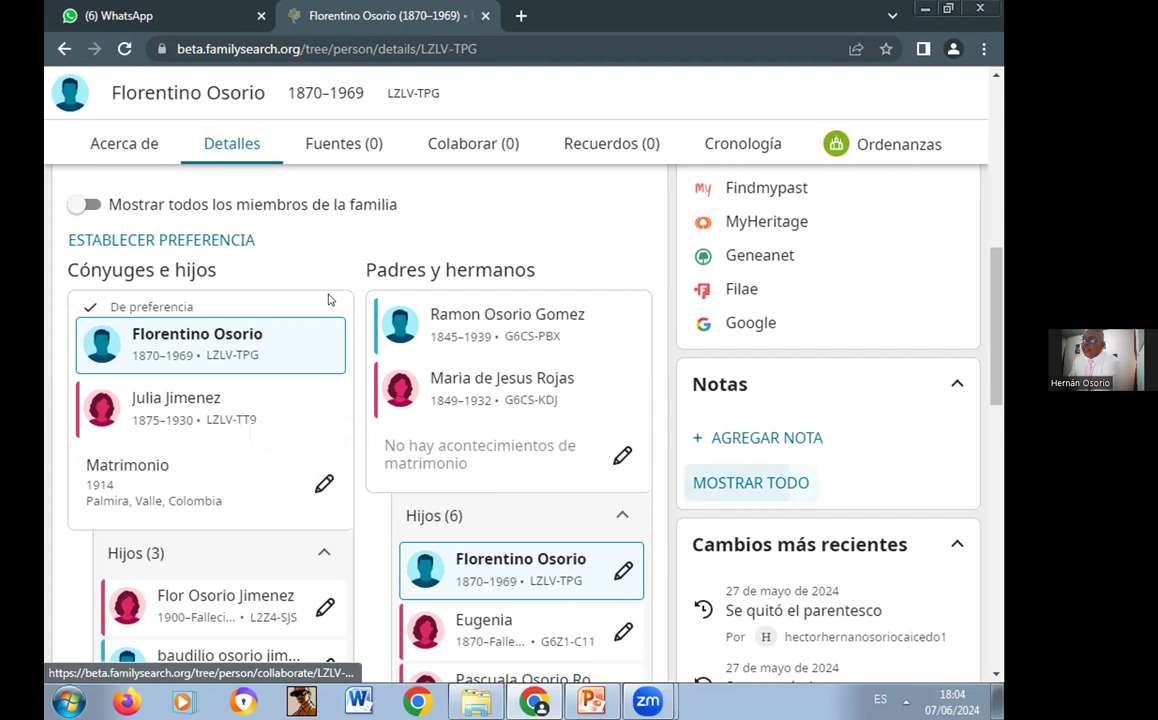 (6) WhatsApp
Florentino Osorio (1870–1969) •
beta.familysearch.org/tree/person/details/LZLV-TPG
Florentino Osorio 1870–1969 LZLV-TPG
Acerca de Detalles Fuentes (0) Colaborar (0) Recuerdos (0) Cronología Ordenanzas
Mostrar todos los miembros de la familia
ESTABLECER PREFERENCIA
Cónyuges e hijos
De preferencia
Florentino Osorio
1870–1969 • LZLV-TPG
Julia Jimenez
1875–1930 • LZLV-TT9
Matrimonio
1914
Palmira, Valle, Colombia
Hijos (3)
Flor Osorio Jimenez
1900–Falleci... • L2Z4-SJS
baudilio osorio jim...
Padres y hermanos
Ramon Osorio Gomez
1845–1939 • G6CS-PBX
Maria de Jesus Rojas
1849–1932 • G6CS-KDJ
No hay acontecimientos de
matrimonio
Hijos (6)
Florentino Osorio
1870–1969 • LZLV-TPG
Eugenia
1870–Falle... • G6Z1-C11
Pascuala Osorio Ro...
my Findmypast
MyHeritage
Geneanet
Filae
Google
Notas
+ AGREGAR NOTA
MOSTRAR TODO
Cambios más recientes
27 de mayo de 2024
Se quitó el parentesco
Por H hectorhernanosoriocaicedo1
27 de mayo de 2024
https://beta.familysearch.org/tree/person/collaborate/LZLV-...
zm
ES
18:04
07/06/2024
Hernán Osorio